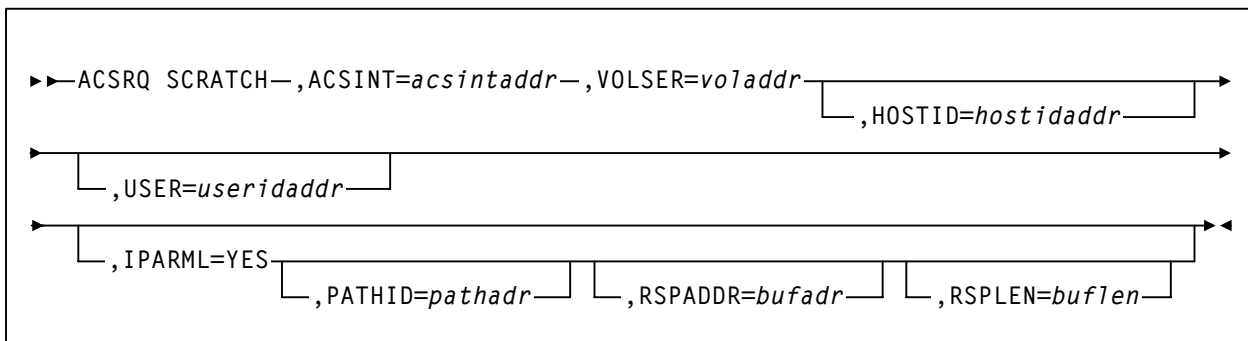 ACSRQ SCRATCH ,ACSINT=acsintaddr ,VOLSER=voladdr
,HOSTID=hostidaddr
,USER=useridaddr
,IPARML=YES
,PATHID=pathadr ,RSPADDR=bufadr ,RSPLEN=buflen